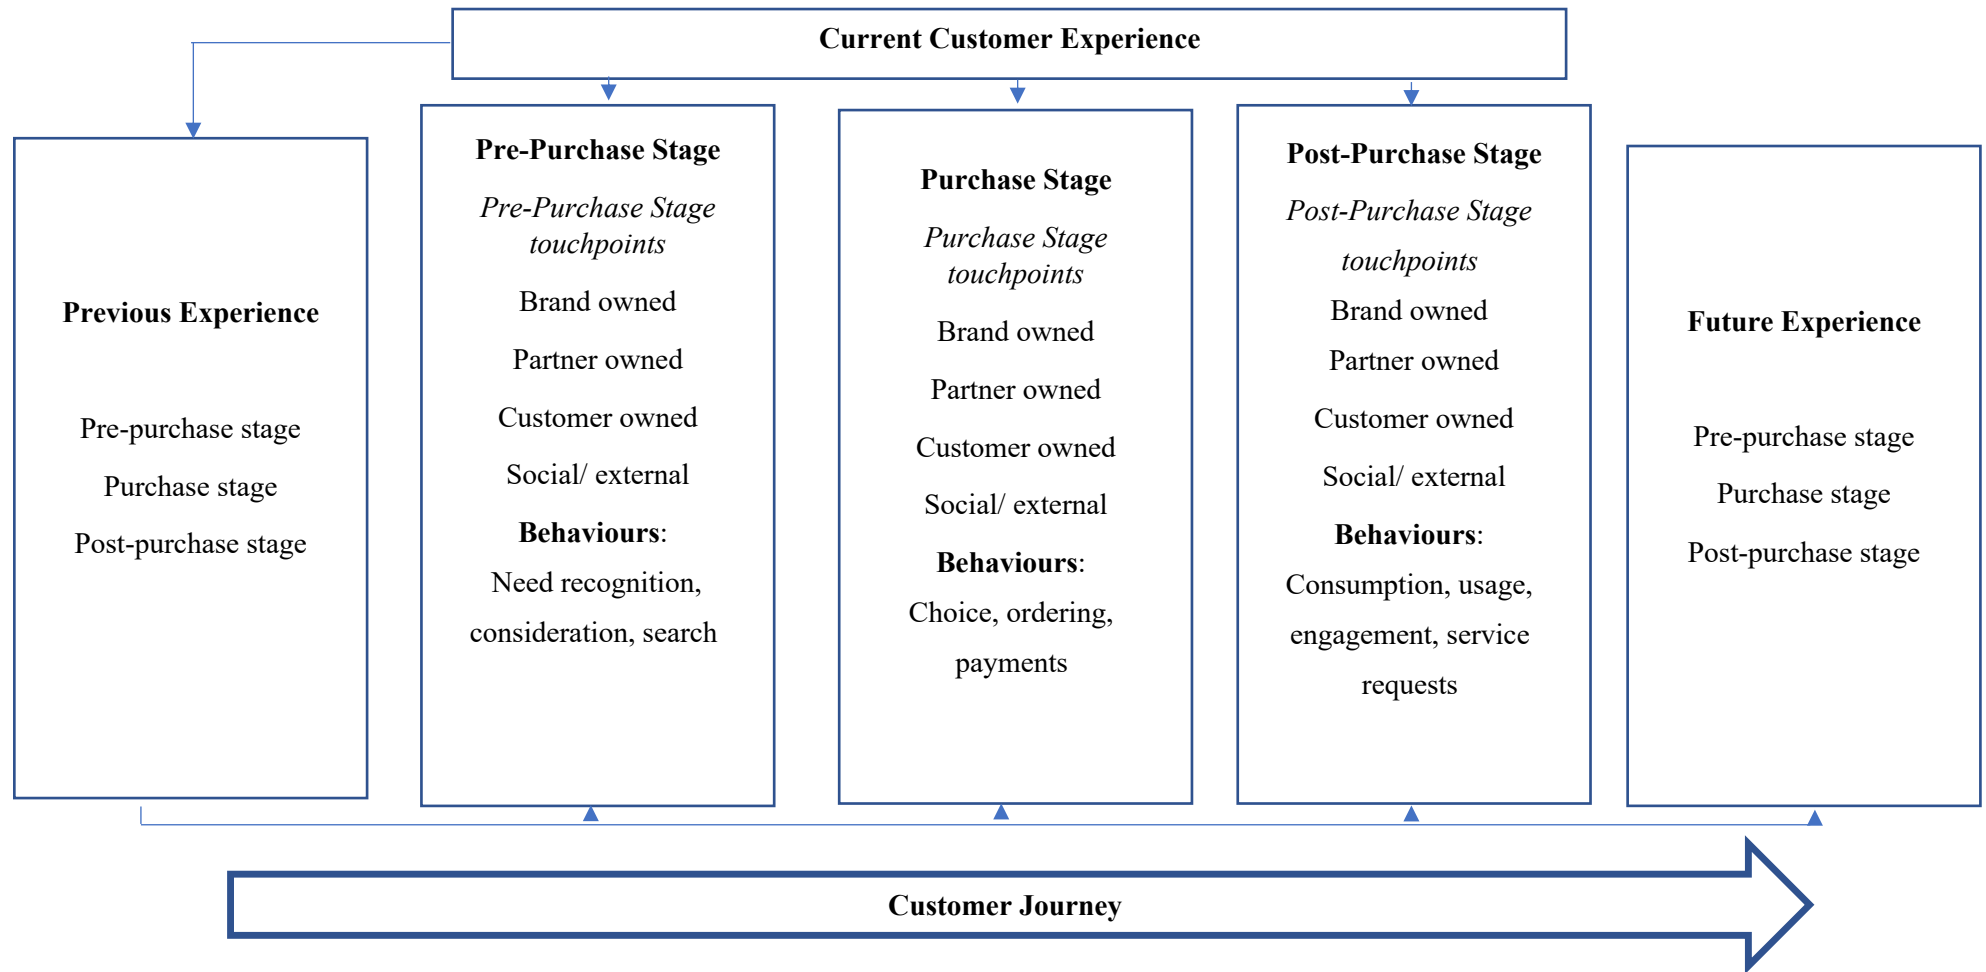 Current Customer Experience
Previous Experience
Pre-purchase stage
Purchase stage
Post-purchase stage
Pre-Purchase Stage
Pre-Purchase Stage
touchpoints
Brand owned
Partner owned
Customer owned
Social/ external
Behaviours:
Need recognition,
consideration, search
Purchase Stage
Purchase Stage
touchpoints
Brand owned
Partner owned
Customer owned
Social/ external
Behaviours:
Choice, ordering,
payments
Post-Purchase Stage
Post-Purchase Stage
touchpoints
Brand owned
Partner owned
Customer owned
Social/ external
Behaviours:
Consumption, usage,
engagement, service
requests
Future Experience
Pre-purchase stage
Purchase stage
Post-purchase stage
Customer Journey